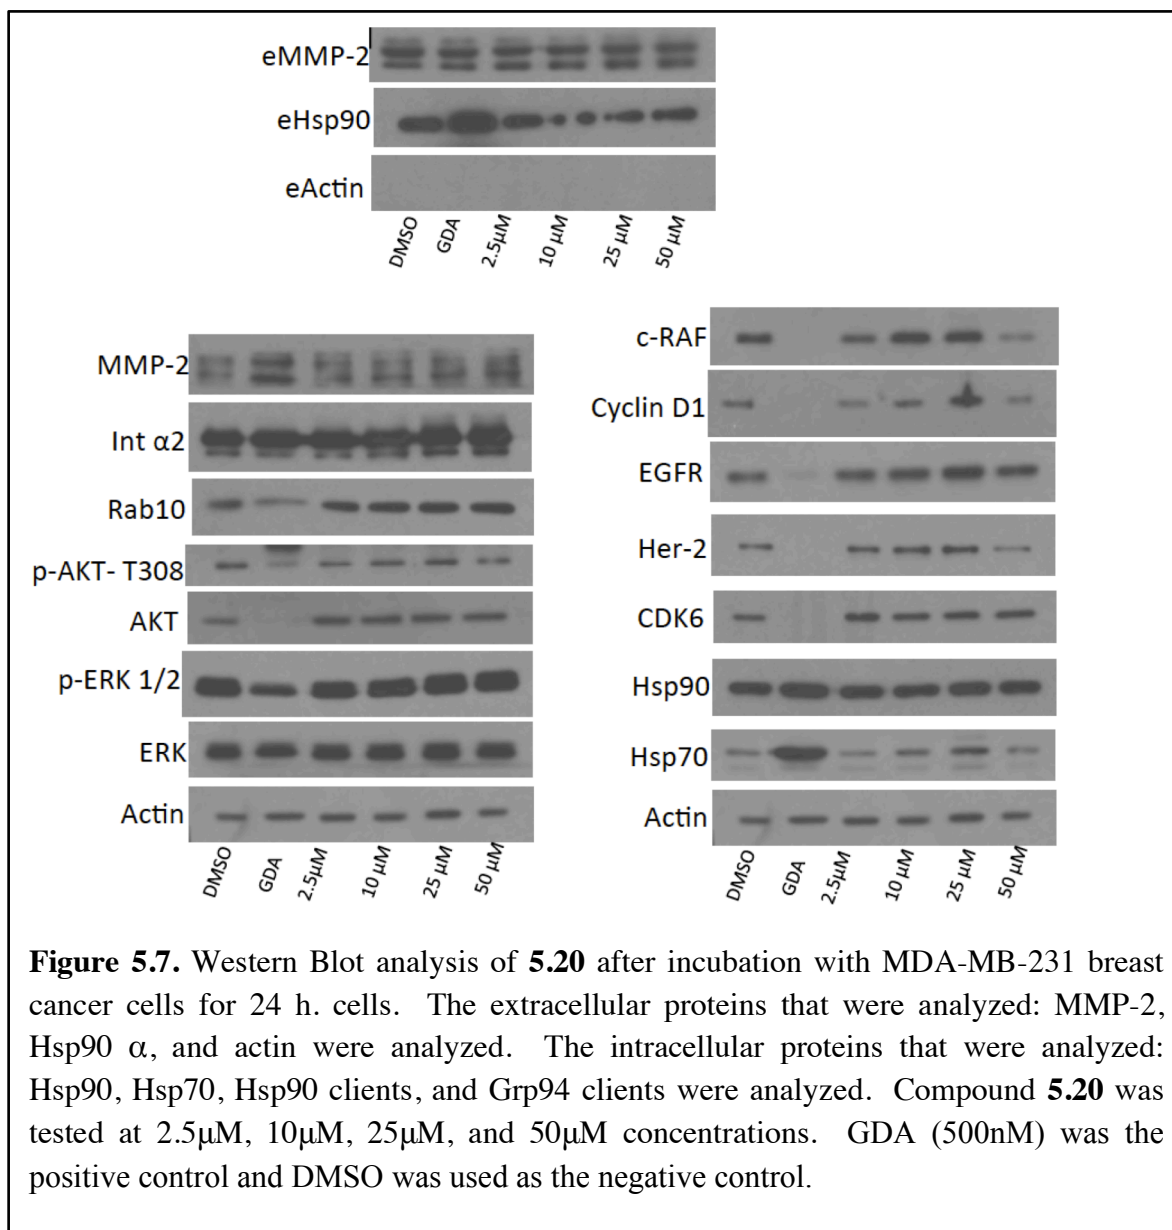 eMMP-2
eHsp90
eActin
DMSO GDA 2.5µM 10 µM 25 µM 50 µM
MMP-2
Int α2
Rab10
p-AKT- T308
AKT
p-ERK 1/2
ERK
Actin
DMSO GDA 2.5µM 10 µM 25 µM 50 µM
c-RAF
Cyclin D1
EGFR
Her-2
CDK6
Hsp90
Hsp70
Actin
DMSO GDA 2.5µM 10 µM 25 µM 50 µM
Figure 5.7. Western Blot analysis of 5.20 after incubation with MDA-MB-231 breast
cancer cells for 24 h. cells. The extracellular proteins that were analyzed: MMP-2,
Hsp90 α, and actin were analyzed. The intracellular proteins that were analyzed:
Hsp90, Hsp70, Hsp90 clients, and Grp94 clients were analyzed. Compound 5.20 was
tested at 2.5µM, 10µM, 25µM, and 50µM concentrations. GDA (500nM) was the
positive control and DMSO was used as the negative control.